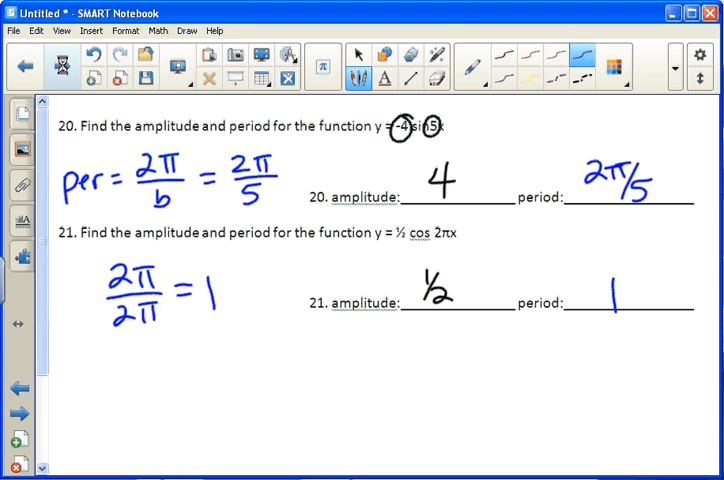 Untitled * - SMART Notebook
File Edit View Insert Format Math Draw Help
π
A
20. Find the amplitude and period for the function y = -4 sin5x
per = 2π/b = 2π/5
20. amplitude: 4 period: 2π/5
21. Find the amplitude and period for the function y = ½ cos 2πx
2π/2π = 1
21. amplitude: 1/2 period: 1